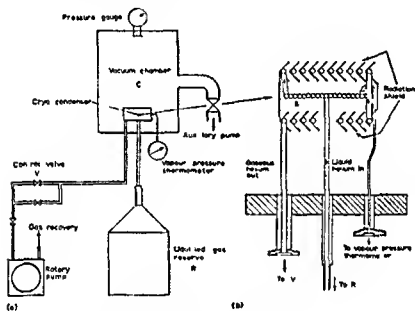 Pressure gauge
Vacuum chamber
C
Cryo condenser
Auxiliary pump
Control valve
V
Vapour pressure
thermometer
Gas recovery
Liquified gas
reserve
R
Rotary
pump
(a)
Radiation
shield
Gaseous
helium
out
Liquid
helium in
To vapour pressure
thermometer
To V
To R
(b)